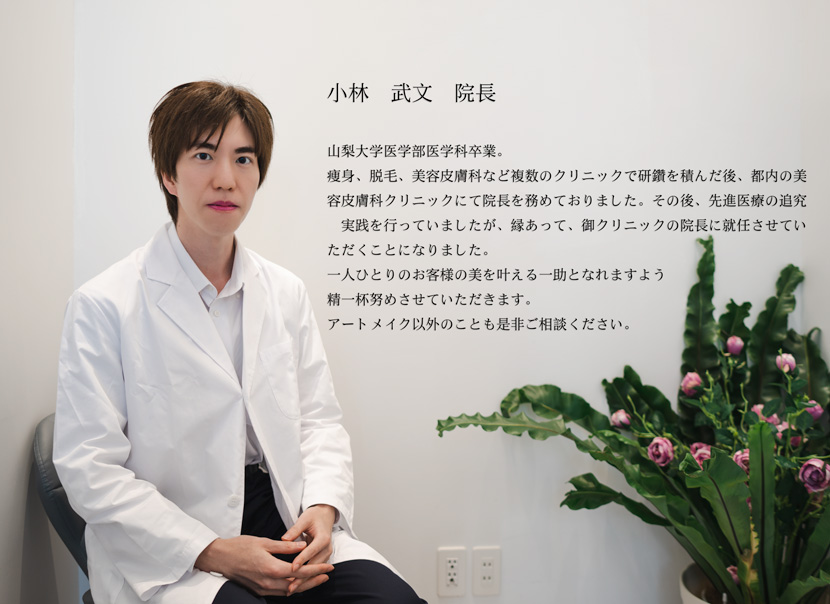 小林　武文　院長
山梨大学医学部医学科卒業。
痩身、脱毛、美容皮膚科など複数のクリニックで研鑽を積んだ後、都内の美
容皮膚科クリニックにて院長を務めておりました。その後、先進医療の追究
　実践を行っていましたが、縁あって、御クリニックの院長に就任させてい
ただくことになりました。
一人ひとりのお客様の美を叶える一助となれますよう
精一杯努めさせていただきます。
アートメイク以外のことも是非ご相談ください。